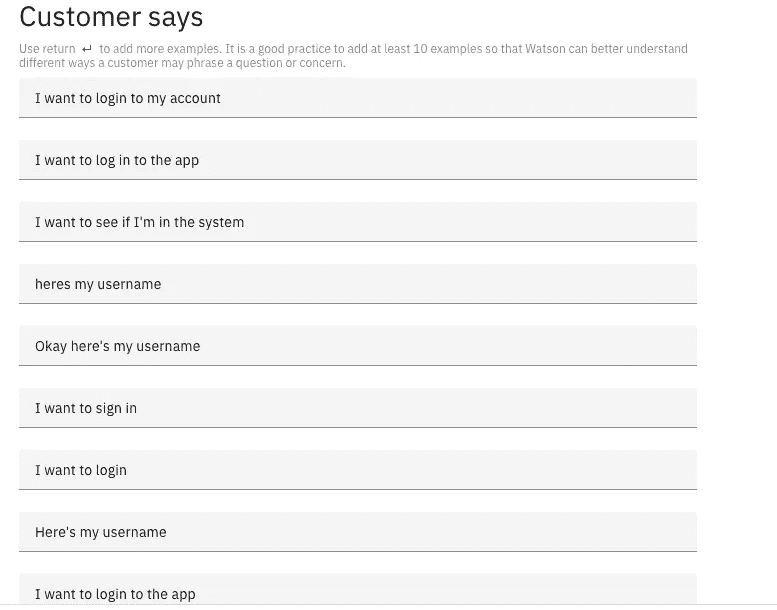 Customer says
Use return ↵ to add more examples. It is a good practice to add at least 10 examples so that Watson can better understand
different ways a customer may phrase a question or concern.
I want to login to my account
I want to log in to the app
I want to see if I'm in the system
heres my username
Okay here's my username
I want to sign in
I want to login
Here's my username
I want to login to the app